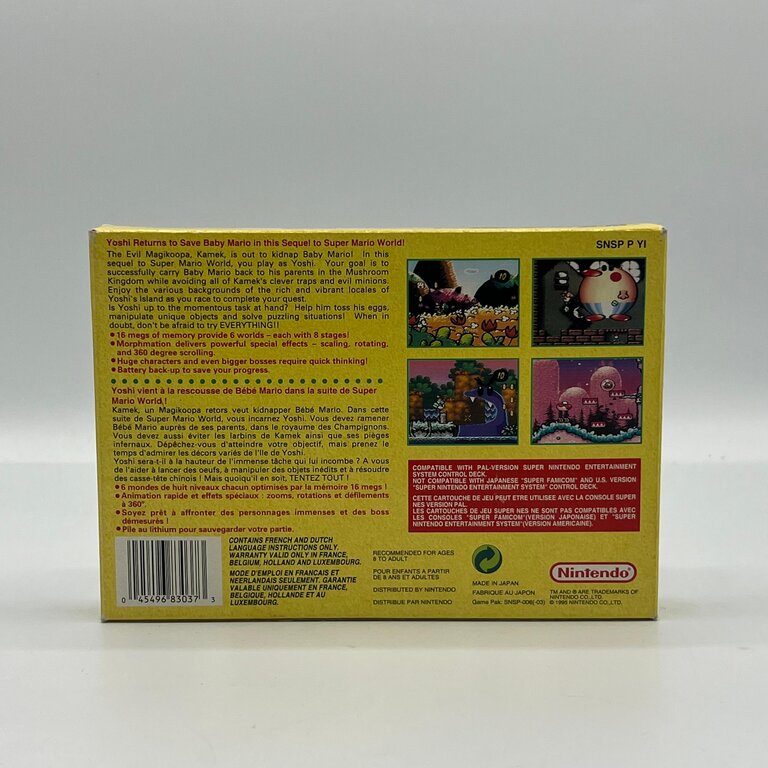 Yoshi Returns to Save Baby Mario in this Sequel to Super Mario World!
SNSP P YI
The Evil Magikoopa, Kamek, is out to kidnap Baby Mario! In this
sequel to Super Mario World, you play as Yoshi. Your goal is to
successfully carry Baby Mario back to his parents in the Mushroom
Kingdom while avoiding all of Kamek's clever traps and evil minions.
Enjoy the various backgrounds of the rich and vibrant locales of
Yoshi's Island as you race to complete your quest.
Is Yoshi up to the momentous task at hand? Help him toss his eggs,
manipulate unique objects and solve puzzling situations! When in
doubt, don't be afraid to try EVERYTHING!!
●16 megs of memory provide 6 worlds – each with 8 stages!
●Morphmation delivers powerful special effects – scaling, rotating,
and 360 degree scrolling.
●Huge characters and even bigger bosses require quick thinking!
●Battery back-up to save your progress.
Yoshi vient à la rescousse de Bébé Mario dans la suite de Super
Mario World,!
Kamek, un Magikoopa retors veut kidnapper Bébé Mario. Dans cette
suite de Super Mario World, vous incarnez Yoshi. Vous devez ramener
Bébé Mario auprès de ses parents, dans le royaume des Champignons.
Vous devez aussi éviter les larbins de Kamek ainsi que ses pièges
infernaux. Dépêchez-vous d'atteindre votre objectif, mais prenez le
temps d'admirer les décors variés de l'Ile de Yoshi.
Yoshi sera-t-il à la hauteur de l'immense tâche qui lui incombe ? A vous
de l'aider à lancer des oeufs, à manipuler des objets inédits et à résoudre
des casse-tête chinois ! Mais quoiqu'il en soit, TENTEZ TOUT !
●6 mondes de huit niveaux chacun optimisés par la mémoire 16 megs !
●Animation rapide et effets spéciaux : zooms, rotations et défilements
à 360°.
●Soyez prêt à affronter des personnages immenses et des boss
démesurés !
●Pile au lithium pour sauvegarder votre partie.
COMPATIBLE WITH PAL-VERSION SUPER NINTENDO ENTERTAINMENT
SYSTEM CONTROL DECK.
NOT COMPATIBLE WITH JAPANESE "SUPER FAMICOM" AND U.S. VERSION
"SUPER NINTENDO ENTERTAINMENT SYSTEM" CONTROL DECK.
CETTE CARTOUCHE DE JEU PEUT ETRE UTILISEE AVEC LA CONSOLE SUPER
NES VERSION PAL.
LES CARTOUCHES DE JEU SUPER NES NE SONT PAS COMPATIBLES AVEC
LES CONSOLES "SUPER FAMICOM"(VERSION JAPONAISE) ET "SUPER
NINTENDO ENTERTAINMENT SYSTEM"(VERSION AMERICAINE).
0 45496 83037 3
CONTAINS FRENCH AND DUTCH
LANGUAGE INSTRUCTIONS ONLY.
WARRANTY VALID ONLY IN FRANCE,
BELGIUM, HOLLAND AND LUXEMBOURG.
MODE D'EMPLOI EN FRANCAIS ET
NEERLANDAIS SEULEMENT. GARANTIE
VALABLE UNIQUEMENT EN FRANCE,
BELGIQUE, HOLLANDE ET AU
LUXEMBOURG.
RECOMMENDED FOR AGES
8 TO ADULT
POUR ENFANTS A PARTIR
DE 8 ANS ET ADULTES
DISTRIBUTED BY NINTENDO
DISTRIBUE PAR NINTENDO
MADE IN JAPAN
FABRIQUE AU JAPON
Game Pak: SNSP-006(-03)
Nintendo®
TM AND ® ARE TRADEMARKS OF
NINTENDO CO.,LTD.
© 1995 NINTENDO CO.,LTD.